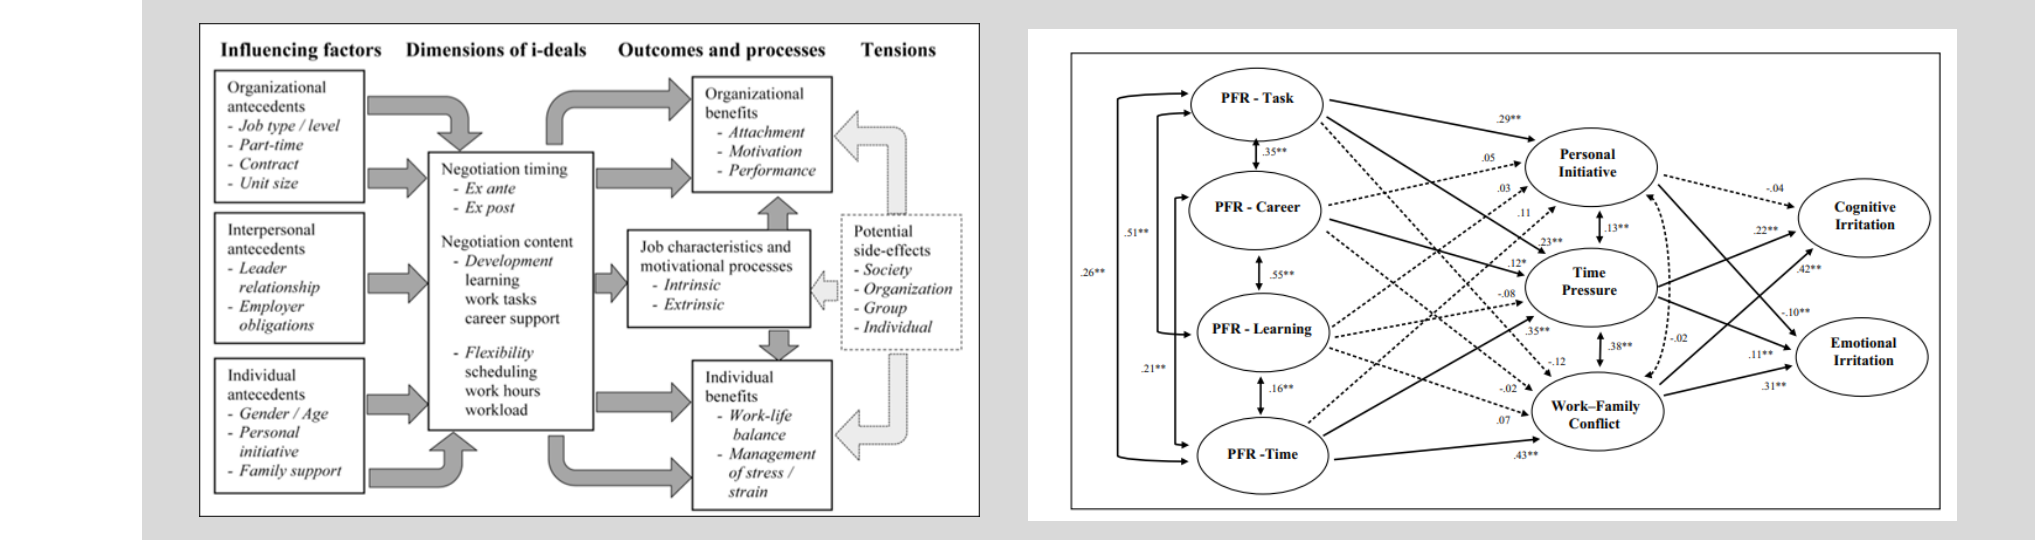 Influencing factors
Dimensions of i-deals
Outcomes and processes
Tensions
Organizational
antecedents
- Job type / level
- Part-time
- Contract
- Unit size
Interpersonal
antecedents
- Leader
relationship
- Employer
obligations
Individual
antecedents
- Gender / Age
- Personal
initiative
- Family support
Negotiation timing
- Ex ante
- Ex post
Negotiation content
- Development
learning
work tasks
career support
- Flexibility
scheduling
work hours
workload
Organizational
benefits
- Attachment
- Motivation
- Performance
Job characteristics and
motivational processes
- Intrinsic
- Extrinsic
Individual
benefits
- Work-life
balance
- Management
of stress /
strain
Potential
side-effects
- Society
- Organization
- Group
- Individual
PFR - Task
PFR - Career
PFR - Learning
PFR -Time
.35**
.55**
.16**
.51**
.26**
.21**
.29**
.05
.03
.11
.23**
.12*
-.08
.35**
-.12
-.02
.07
.43**
Personal
Initiative
Time
Pressure
Work–Family
Conflict
.13**
.38**
-.02
-.04
.22**
.42**
-.10**
.11**
.31**
Cognitive
Irritation
Emotional
Irritation